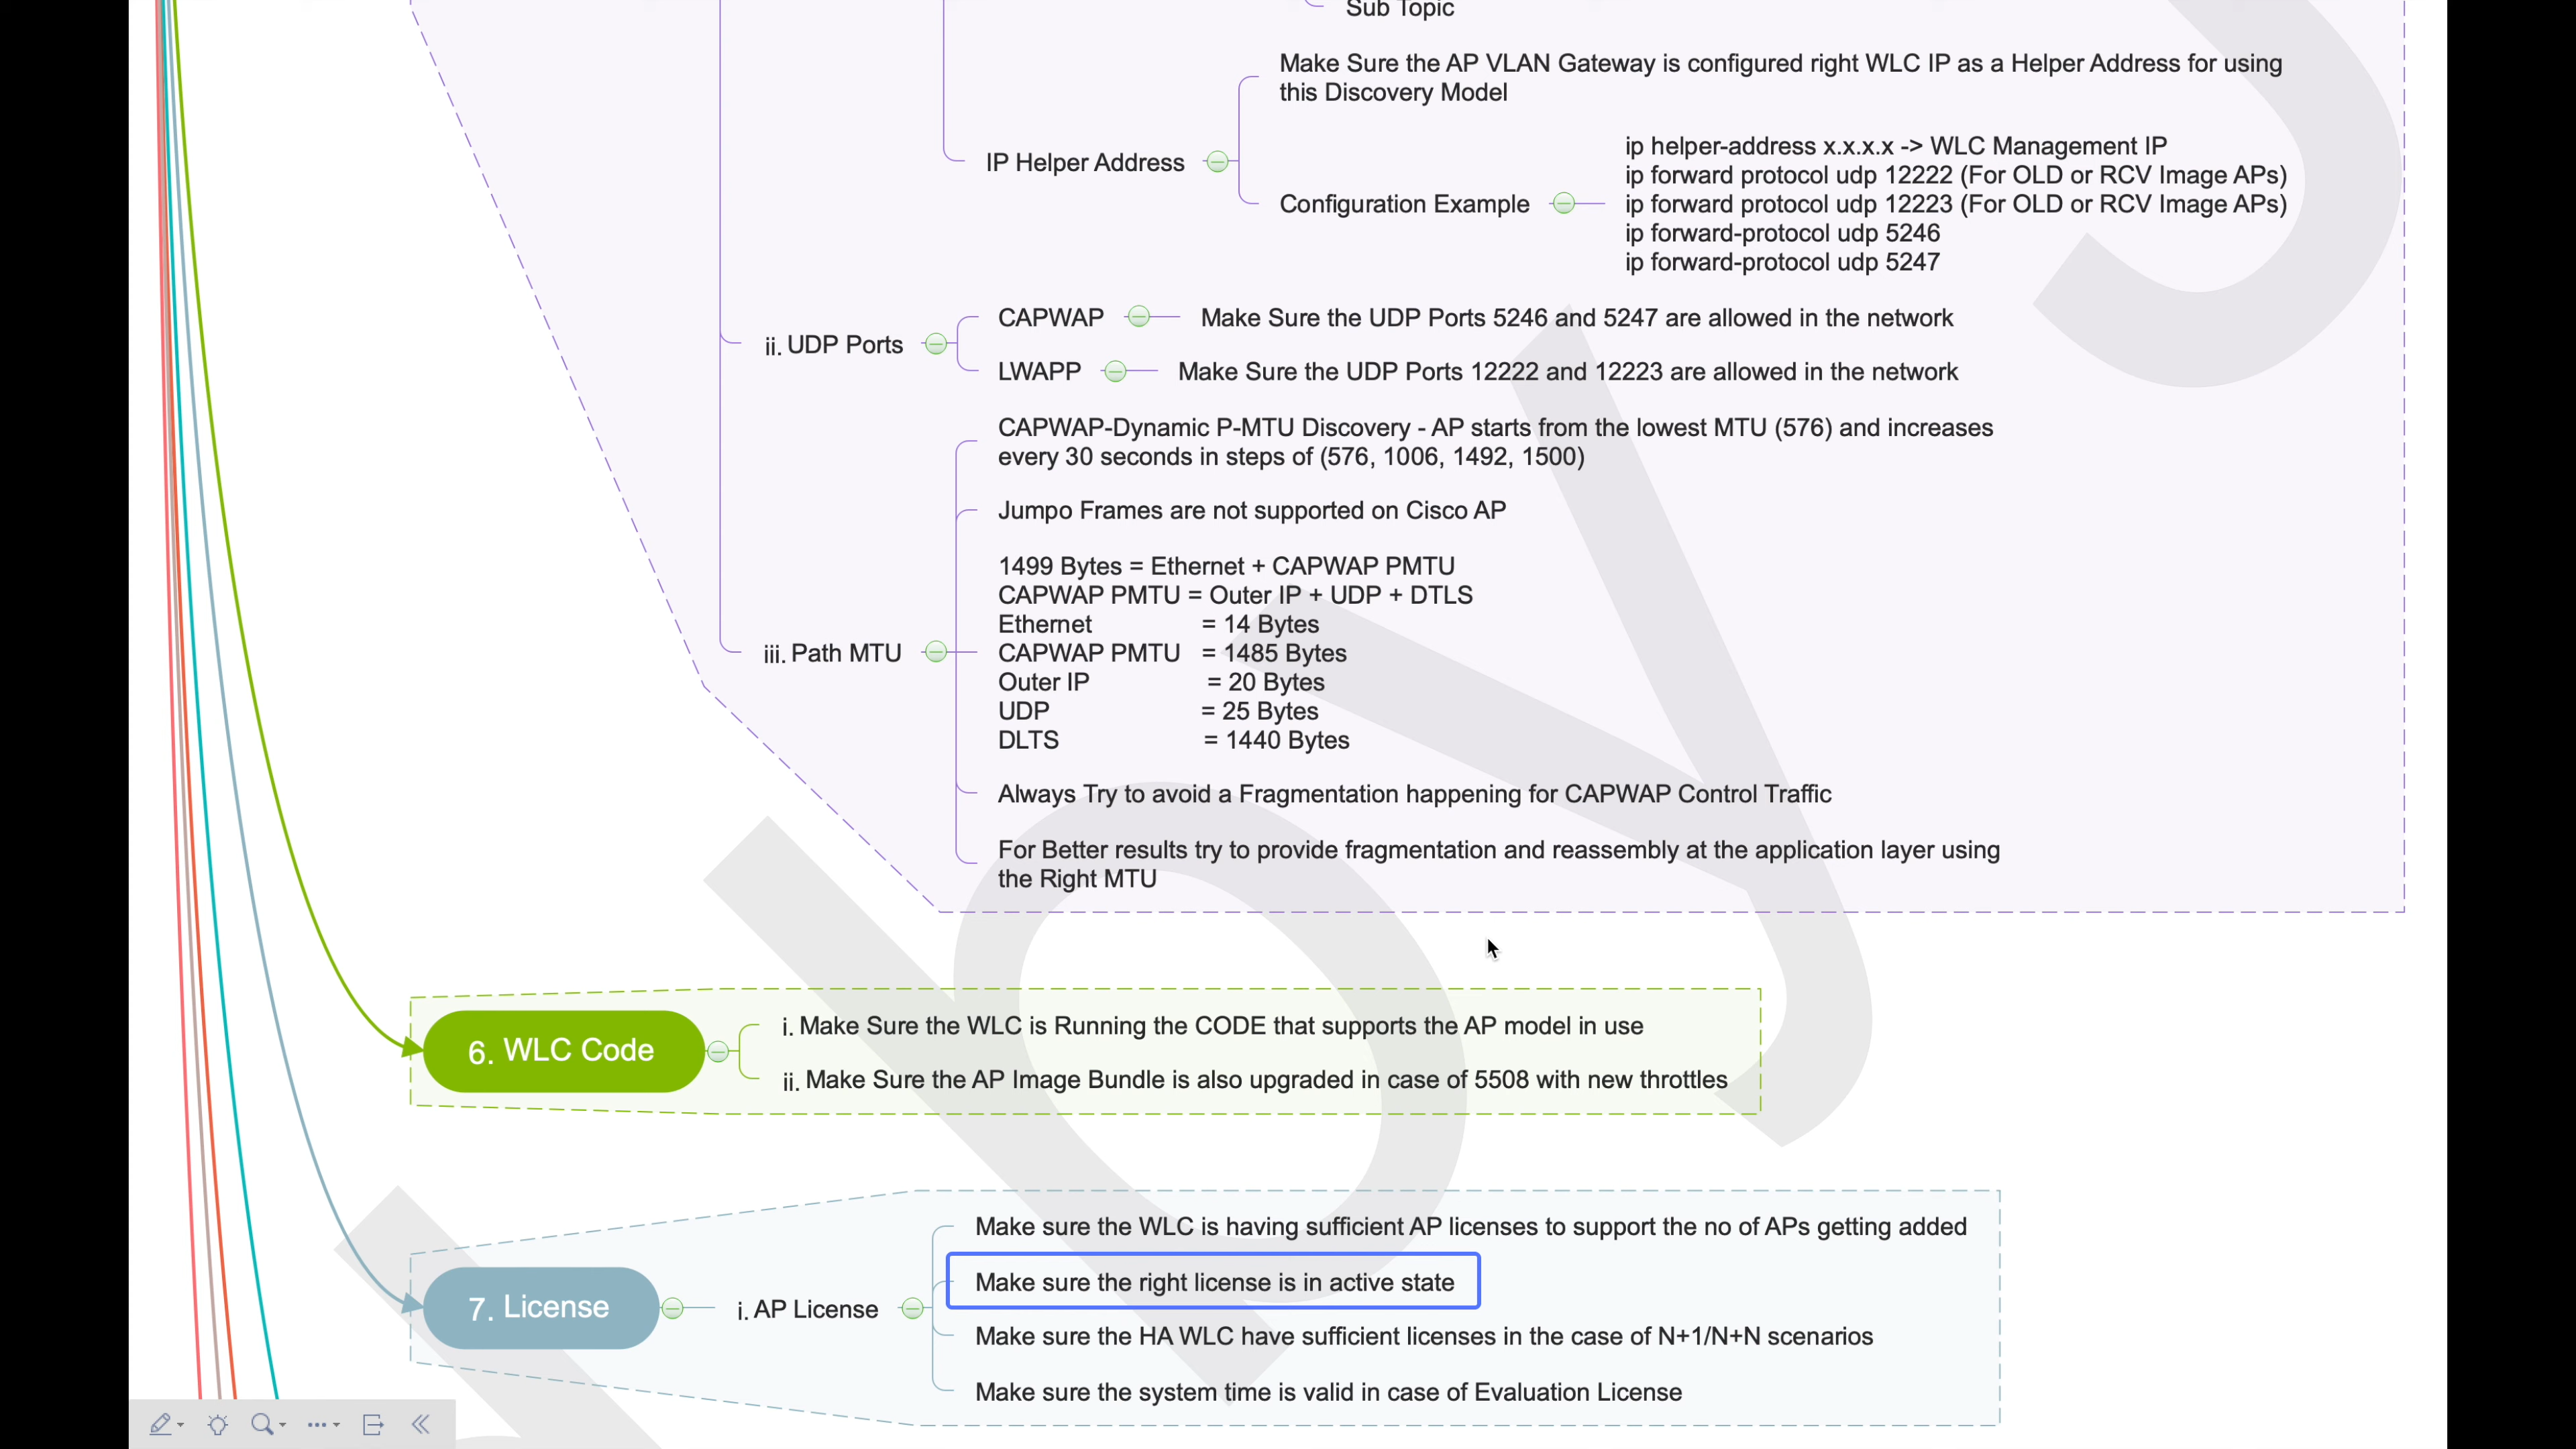 Sub Topic
Make Sure the AP VLAN Gateway is configured right WLC IP as a Helper Address for using
this Discovery Model
IP Helper Address
Configuration Example
ip helper-address x.x.x.x -> WLC Management IP
ip forward protocol udp 12222 (For OLD or RCV Image APs)
ip forward protocol udp 12223 (For OLD or RCV Image APs)
ip forward-protocol udp 5246
ip forward-protocol udp 5247
ii. UDP Ports
CAPWAP
Make Sure the UDP Ports 5246 and 5247 are allowed in the network
LWAPP
Make Sure the UDP Ports 12222 and 12223 are allowed in the network
iii. Path MTU
CAPWAP-Dynamic P-MTU Discovery - AP starts from the lowest MTU (576) and increases
every 30 seconds in steps of (576, 1006, 1492, 1500)
Jumpo Frames are not supported on Cisco AP
1499 Bytes = Ethernet + CAPWAP PMTU
CAPWAP PMTU = Outer IP + UDP + DTLS
Ethernet = 14 Bytes
CAPWAP PMTU = 1485 Bytes
Outer IP = 20 Bytes
UDP = 25 Bytes
DLTS = 1440 Bytes
Always Try to avoid a Fragmentation happening for CAPWAP Control Traffic
For Better results try to provide fragmentation and reassembly at the application layer using
the Right MTU
6. WLC Code
i. Make Sure the WLC is Running the CODE that supports the AP model in use
ii. Make Sure the AP Image Bundle is also upgraded in case of 5508 with new throttles
7. License
i. AP License
Make sure the WLC is having sufficient AP licenses to support the no of APs getting added
Make sure the right license is in active state
Make sure the HA WLC have sufficient licenses in the case of N+1/N+N scenarios
Make sure the system time is valid in case of Evaluation License